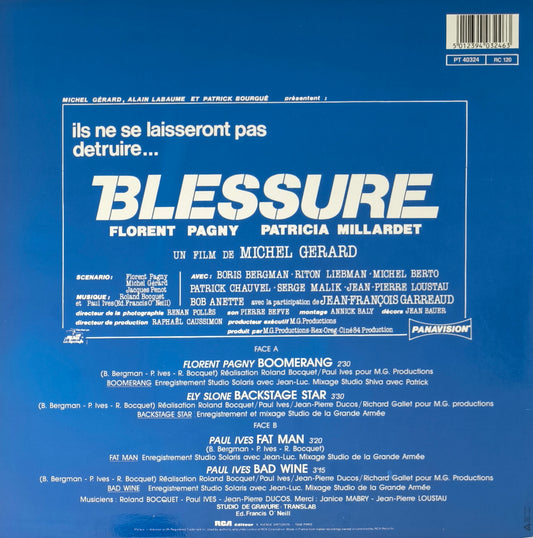 5012394032463
PT 40324 RC 120
MICHEL GÉRARD, ALAIN LABAUME ET PATRICK BOURGUÉ présentent :
ils ne se laisseront pas
detruire...
BLESSURE
FLORENT PAGNY PATRICIA MILLARDET
UN FILM DE MICHEL GERARD
SCENARIO: Florent Pagny
Michel Gérard
Jacques Penot
MUSIQUE: Roland Bocquet
et Paul Ives (Ed.Francis O'Neill)
AVEC: BORIS BERGMAN · RITON LIEBMAN · MICHEL BERTO
PATRICK CHAUVEL · SERGE MALIK · JEAN-PIERRE LOUSTAU
BOB ANETTE avec la participation de JEAN-FRANÇOIS GARREAUD
directeur de la photographie RENAN POLLÈS son PIERRE BEFVE montage ANNICK BALY décors JEAN BAUER
directeur de production RAPHAËL CAUSSIMON producteur exécutif M.G. Productions
produit par M.G.Productions-Rex-Orep-Ciné 84 Production
PANAVISION®
FACE A
FLORENT PAGNY BOOMERANG 2'30
(B. Bergman - P. Ives - R. Bocquet) Réalisation Roland Bocquet/Paul Ives pour M.G. Productions
BOOMERANG Enregistrement Studio Solaris avec Jean-Luc. Mixage Studio Shiva avec Patrick
ELY SLONE BACKSTAGE STAR 3'30
(B. Bergman - P. Ives - R. Bocquet) Réalisation Roland Bocquet/Paul Ives/Jean-Pierre Ducos/Richard Gallet pour M.G. Productions
BACKSTAGE STAR Enregistrement et mixage Studio de la Grande Armée
FACE B
PAUL IVES FAT MAN 3'20
(B. Bergman - P. Ives - R. Bocquet)
FAT MAN Enregistrement Studio Solaris avec Jean-Luc. Mixage Studio de la Grande Armée
PAUL IVES BAD WINE 3'15
(B. Bergman - P. Ives - R. Bocquet) Réalisation Roland Bocquet/Paul Ives/Jean-Pierre Ducos/Richard Gallet pour M.G. Productions
BAD WINE Enregistrement Studio Solaris avec Jean-Luc. Mixage Studio de la Grande Armée
Musiciens : Roland BOCQUET - Paul IVES - Jean-Pierre DUCOS. Merci : Janice MABRY - Jean-Pierre LOUSTAU
STUDIO DE GRAVURE : TRANSLAB
Ed.Francis O'Neill
RCA éditeur